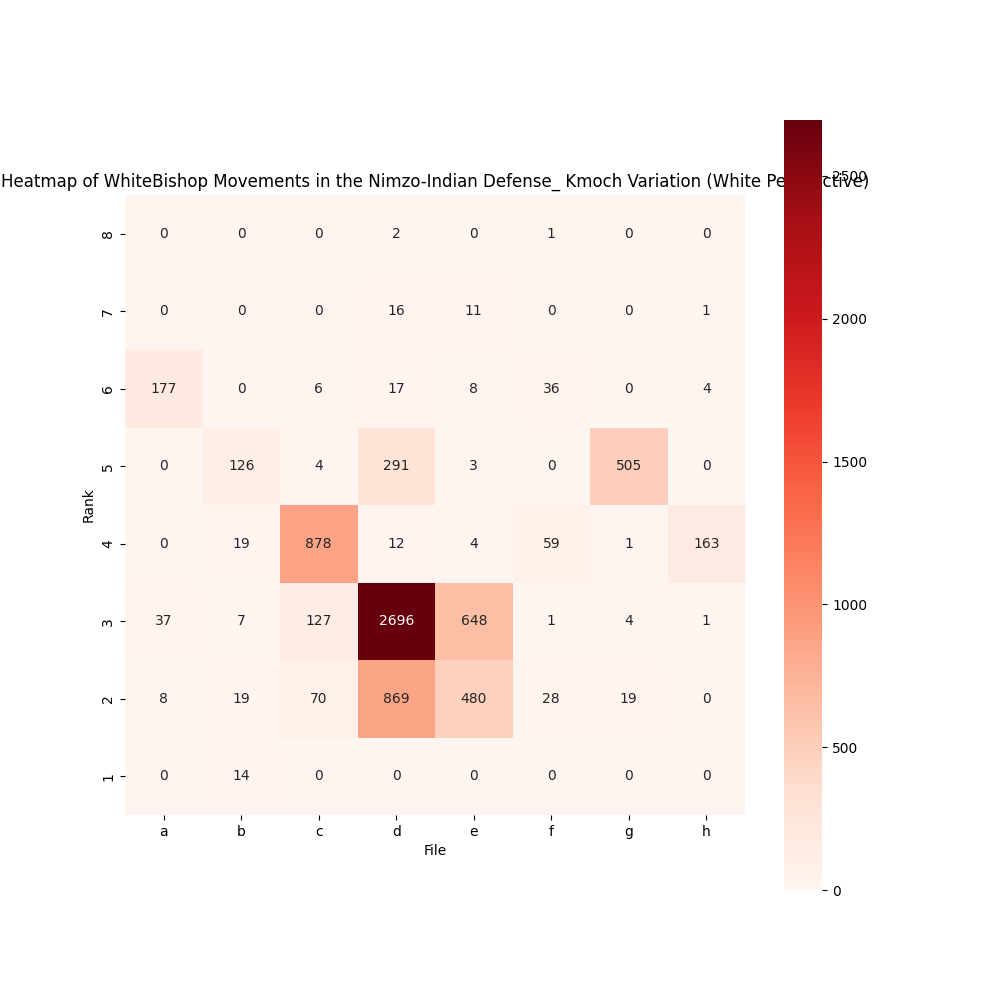 Heatmap of WhiteBishop Movements in the Nimzo-Indian Defense_ Kmoch Variation (White Perspective)
2500
8 0 0 0 2 0 1 0 0
7 0 0 0 16 11 0 0 1
2000
6 177 0 6 17 8 36 0 4
1500
5 0 126 4 291 3 0 505 0
Rank
4 0 19 878 12 4 59 1 163
1000
3 37 7 127 2696 648 1 4 1
2 8 19 70 869 480 28 19 0
500
1 0 14 0 0 0 0 0 0
a b c d e f g h
File
0